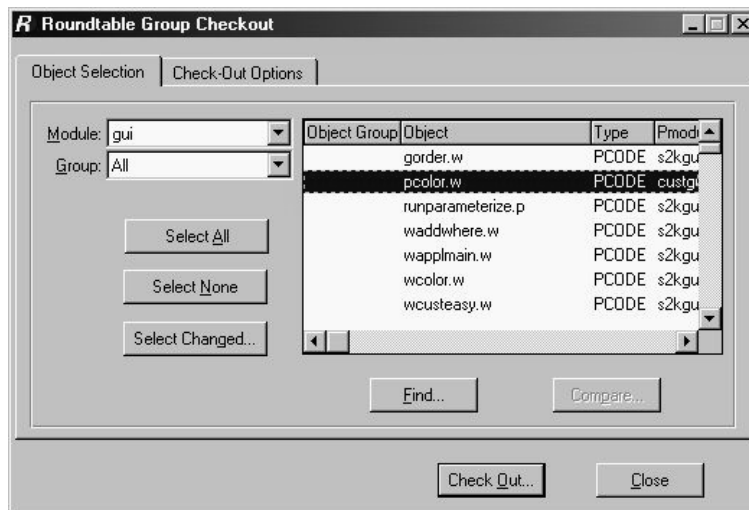 R Roundtable Group Checkout
Object Selection Check-Out Options
Module: gui
Group: All
Select All
Select None
Select Changed...
Object Group Object Type Pmodu
gorder.w PCODE s2kgu
pcolor.w PCODE custg
runparameterize.p PCODE s2kgu
waddwhere.w PCODE s2kgu
wapplmain.w PCODE s2kgu
wcolor.w PCODE s2kgu
wcusteasy.w PCODE s2kgu
Find... Compare...
Check Out... Close